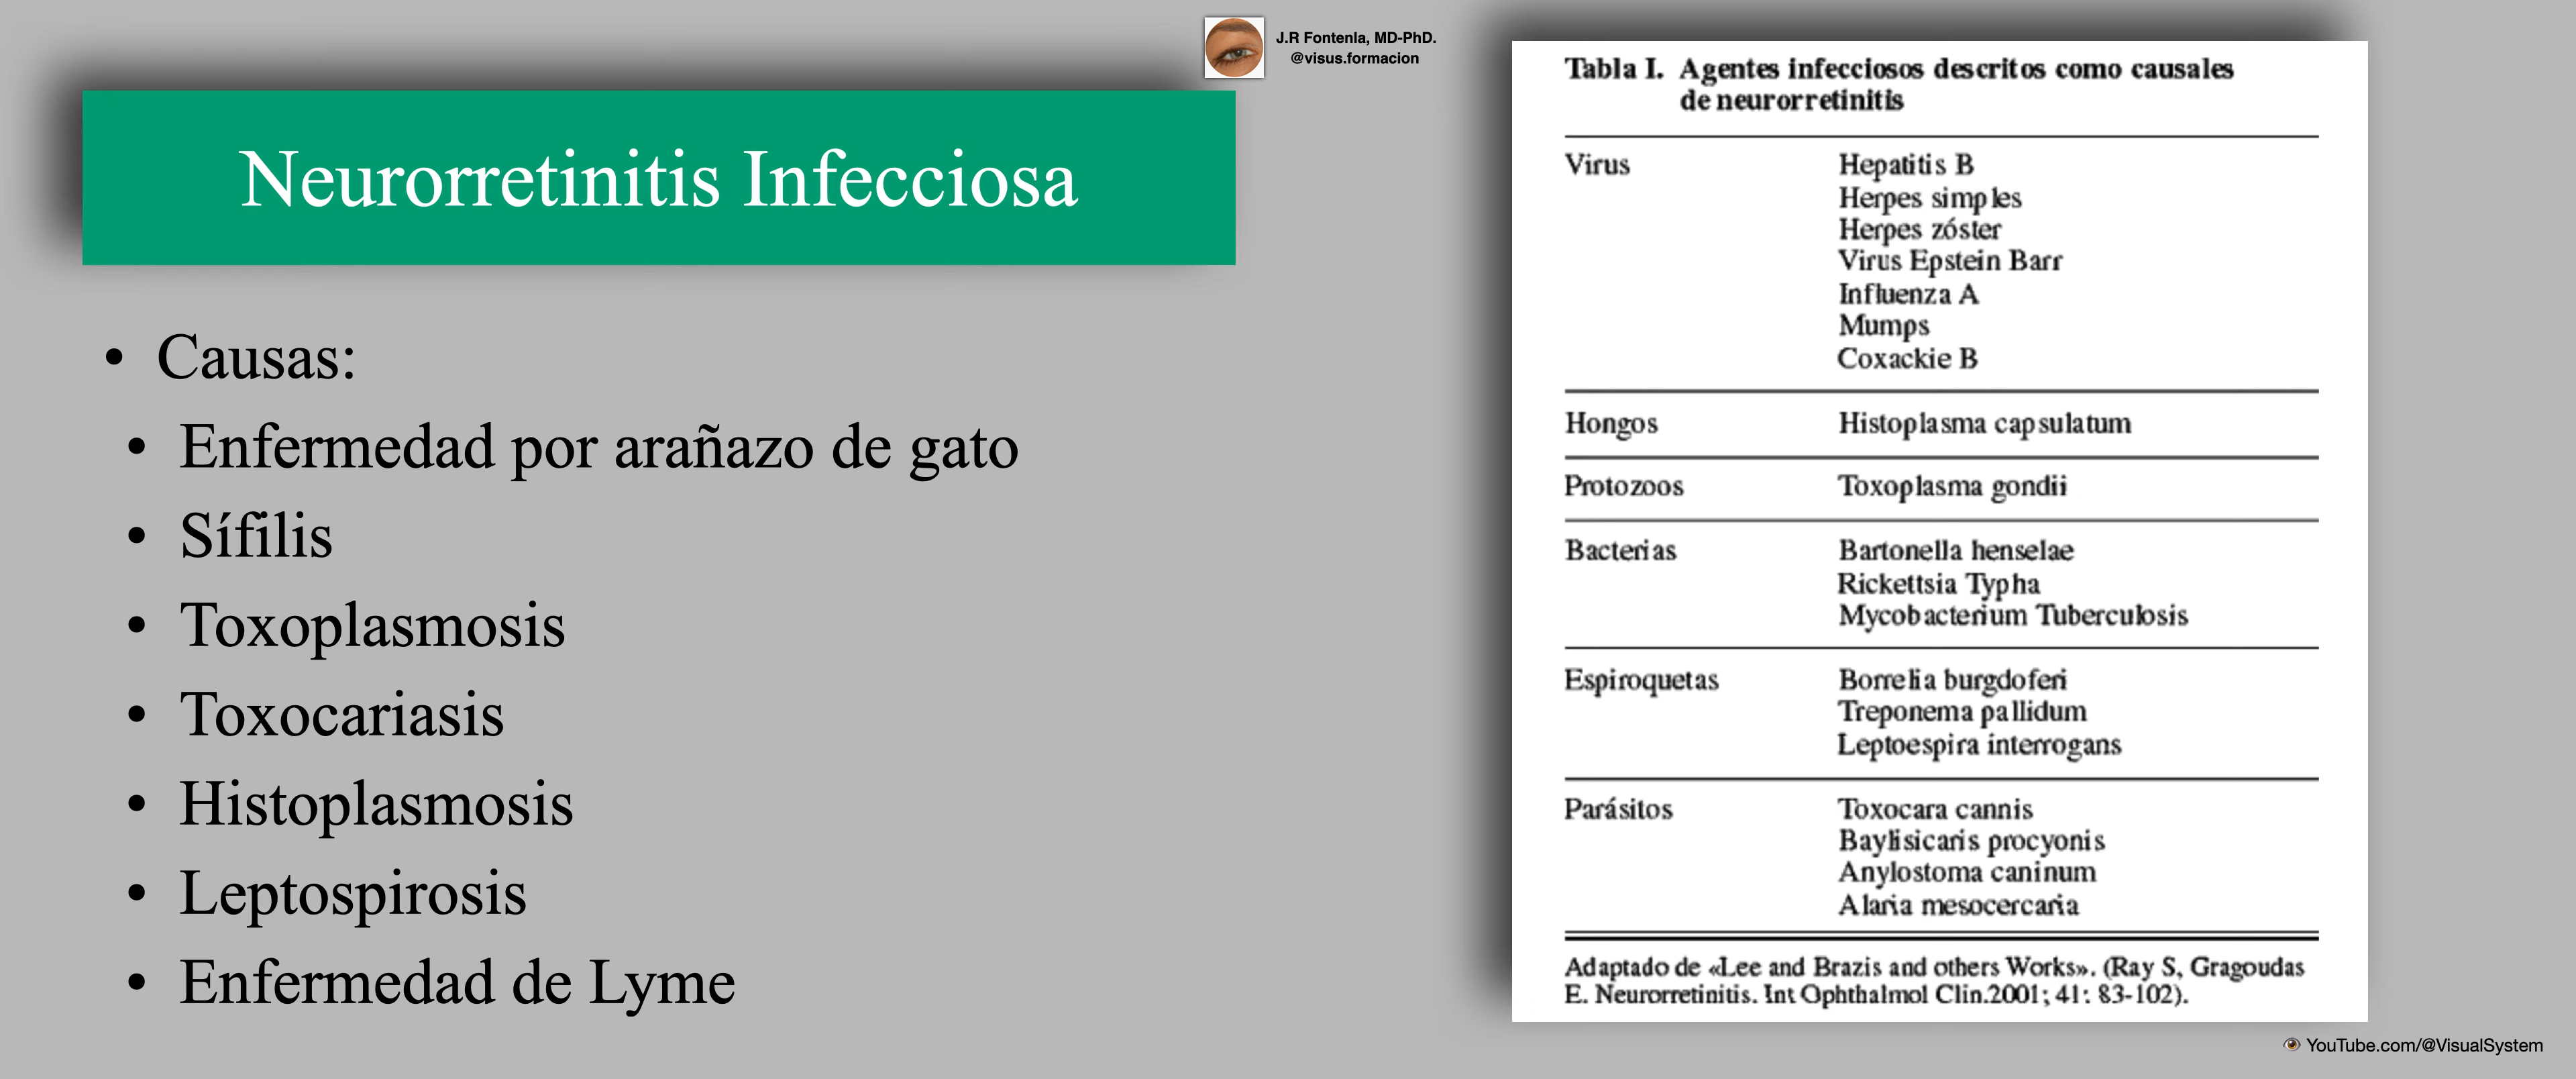 J.R Fontenla, MD-PhD.
@visus.formacion
Neurorretinitis Infecciosa
• Causas:
• Enfermedad por arañazo de gato
• Sífilis
• Toxoplasmosis
• Toxocariasis
• Histoplasmosis
• Leptospirosis
• Enfermedad de Lyme
Tabla I. Agentes infecciosos descritos como causales
de neurorretinitis
Virus Hepatitis B
Herpes simples
Herpes zóster
Virus Epstein Barr
Influenza A
Mumps
Coxackie B
Hongos Histoplasma capsulatum
Protozoos Toxoplasma gondii
Bacterias Bartonella henselae
Rickettsia Typha
Mycobacterium Tuberculosis
Espiroquetas Borrelia burgdoferi
Treponema pallidum
Leptoespira interrogans
Parásitos Toxocara cannis
Baylisicaris procyonis
Anylostoma caninum
Alaria mesocercaria
Adaptado de «Lee and Brazis and others Works». (Ray S, Gragoudas
E. Neurorretinitis. Int Ophthalmol Clin.2001; 41: 83-102).
YouTube.com/@VisualSystem